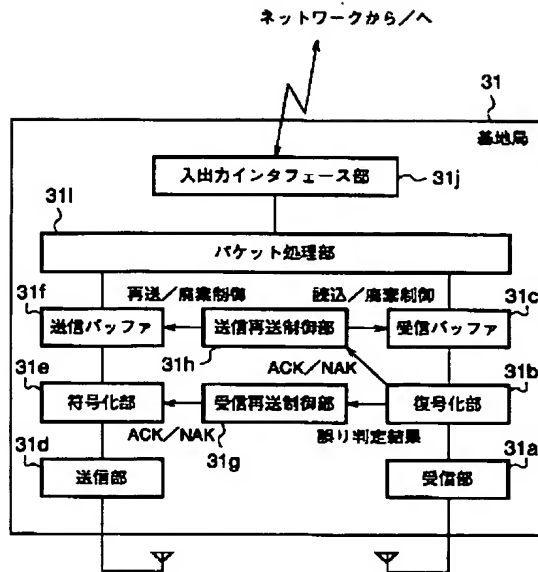 ネットワークから/へ
31
基地局
入出力インタフェース部
31j
31l
パケット処理部
31f
再送/廃棄制御
読込/廃棄制御
31c
送信バッファ
送信再送制御部
受信バッファ
31h
31e
ACK/NAK
31b
符号化部
受信再送制御部
復号化部
31d
ACK/NAK
31g
誤り判定結果
31a
送信部
受信部